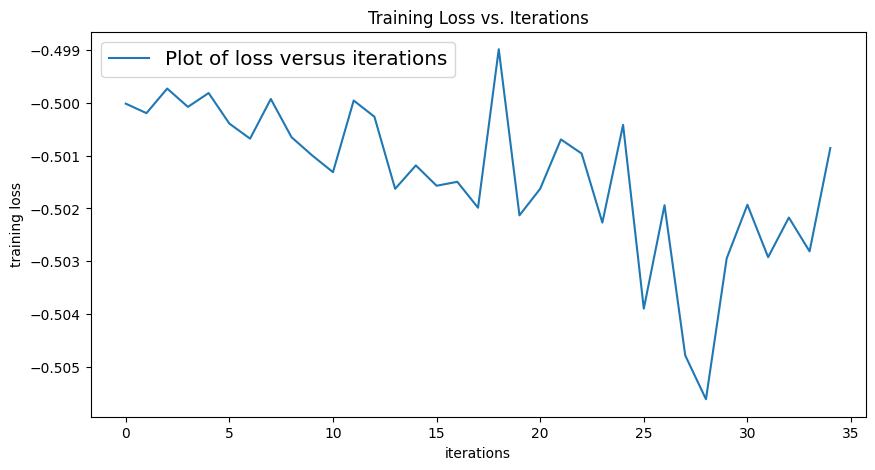 Training Loss vs. Iterations
Plot of loss versus iterations
training loss
−0.499
−0.500
−0.501
−0.502
−0.503
−0.504
−0.505
0 5 10 15 20 25 30 35
iterations